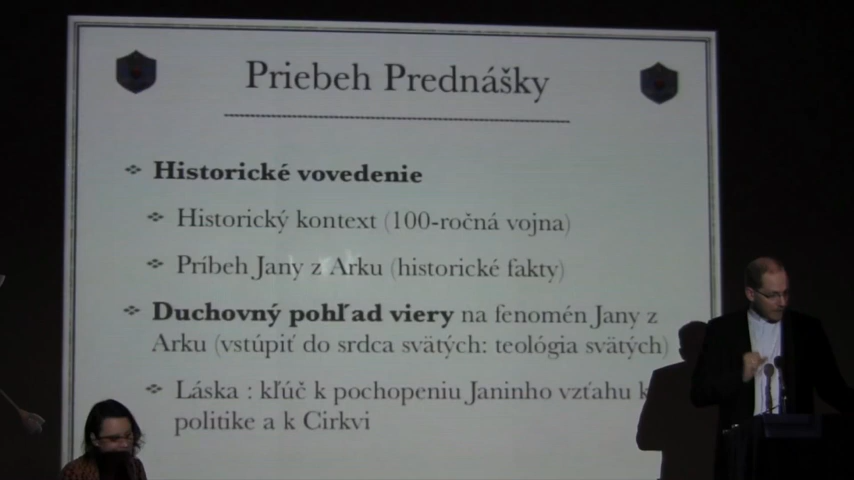 Priebeh Prednášky
Historické vovedenie
Historický kontext (100-ročná vojna)
Príbeh Jany z Arku (historické fakty)
Duchovný pohľad viery na fenomén Jany z
Arku (vstúpiť do srdca svätých: teológia svätých)
Láska : kľúč k pochopeniu Janinho vzťahu k
politike a k Cirkvi